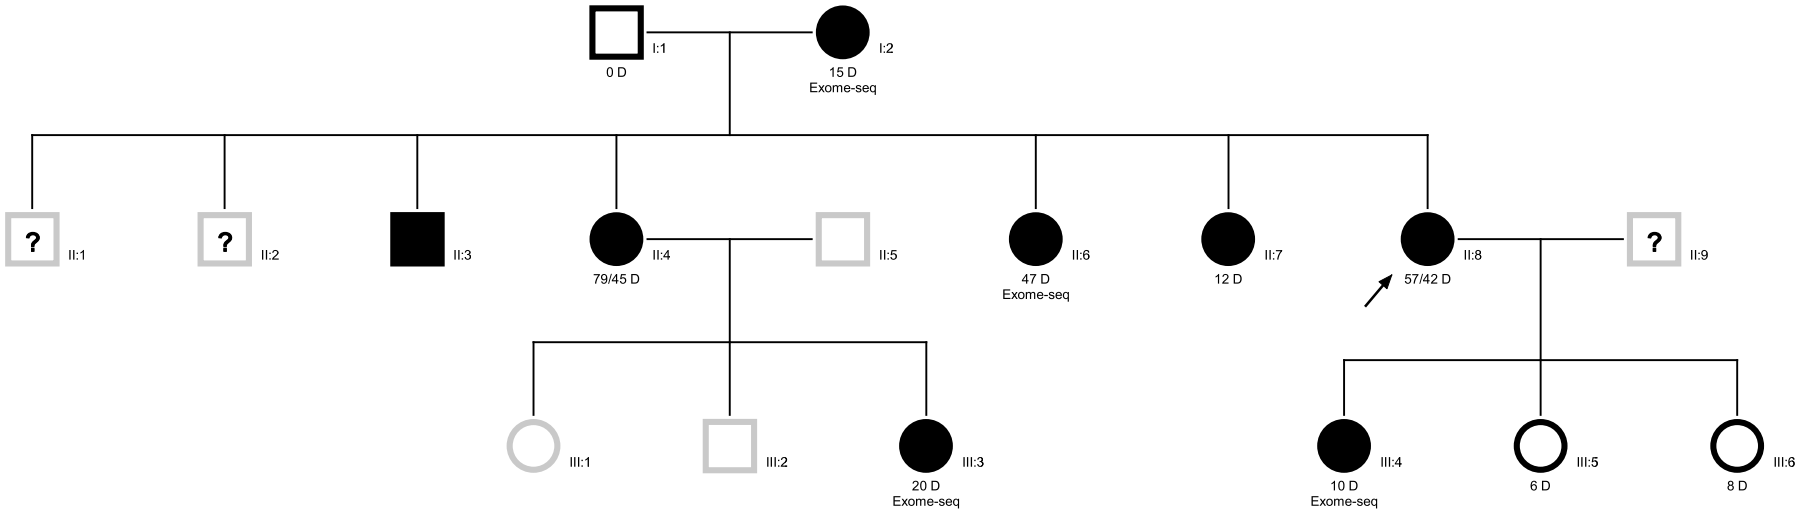 I:1
I:2
0 D
15 D
Exome-seq
?
II:1
?
II:2
II:3
II:4
II:5
II:6
II:7
II:8
?
II:9
79/45 D
47 D
Exome-seq
12 D
57/42 D
III:1
III:2
III:3
III:4
III:5
III:6
20 D
Exome-seq
10 D
Exome-seq
6 D
8 D